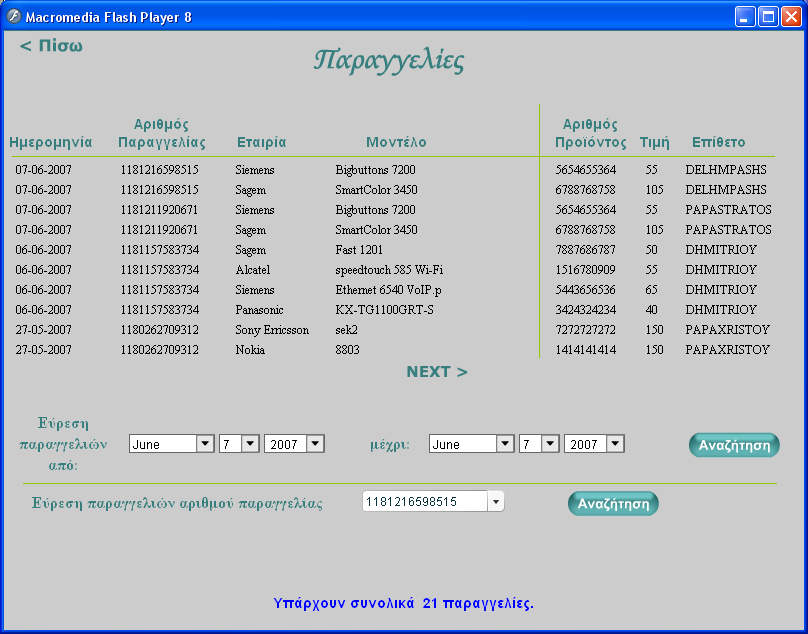 Macromedia Flash Player 8
< Πίσω
Παραγγελίες
Ημερομηνία Αριθμός Παραγγελίας Εταιρία Μοντέλο Αριθμός Προϊόντος Τιμή Επίθετο
07-06-2007 1181216598515 Siemens Bigbuttons 7200 5654655364 55 DELHMPASHS
07-06-2007 1181216598515 Sagem SmartColor 3450 6788768758 105 DELHMPASHS
07-06-2007 1181211920671 Siemens Bigbuttons 7200 5654655364 55 PAPASTRATOS
07-06-2007 1181211920671 Sagem SmartColor 3450 6788768758 105 PAPASTRATOS
06-06-2007 1181157583734 Sagem Fast 1201 7887686787 50 DHMITRIOY
06-06-2007 1181157583734 Alcatel speedtouch 585 Wi-Fi 1516780909 55 DHMITRIOY
06-06-2007 1181157583734 Siemens Ethernet 6540 VoIP.p 5443656536 65 DHMITRIOY
06-06-2007 1181157583734 Panasonic KX-TG1100GRT-S 3424324234 40 DHMITRIOY
27-05-2007 1180262709312 Sony Erricsson sek2 7272727272 150 PAPAXRISTOY
27-05-2007 1180262709312 Nokia 8803 1414141414 150 PAPAXRISTOY
NEXT >
Εύρεση
παραγγελιών
από:
June 7 2007 μέχρι: June 7 2007 Αναζήτηση
Εύρεση παραγγελιών αριθμού παραγγελίας 1181216598515 Αναζήτηση
Υπάρχουν συνολικά 21 παραγγελίες.